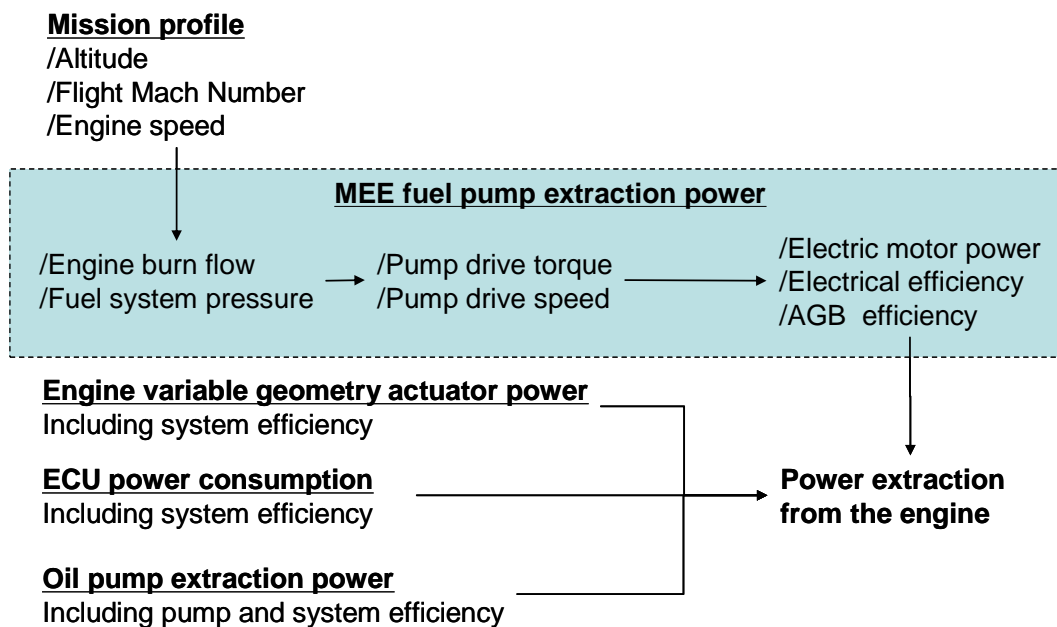 Mission profile
/Altitude
/Flight Mach Number
/Engine speed
MEE fuel pump extraction power
/Engine burn flow
/Fuel system pressure
/Pump drive torque
/Pump drive speed
/Electric motor power
/Electrical efficiency
/AGB efficiency
Engine variable geometry actuator power
Including system efficiency
ECU power consumption
Including system efficiency
Oil pump extraction power
Including pump and system efficiency
Power extraction
from the engine